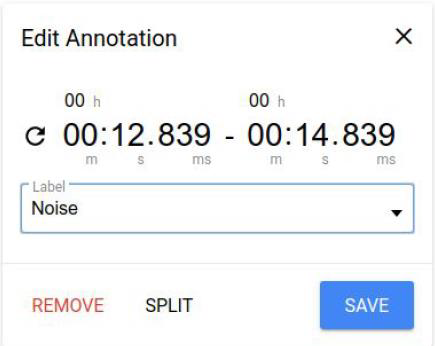 Edit Annotation
00 h 00 h
00:12.839 - 00:14.839
m s ms m s ms
Label
Noise
REMOVE SPLIT SAVE